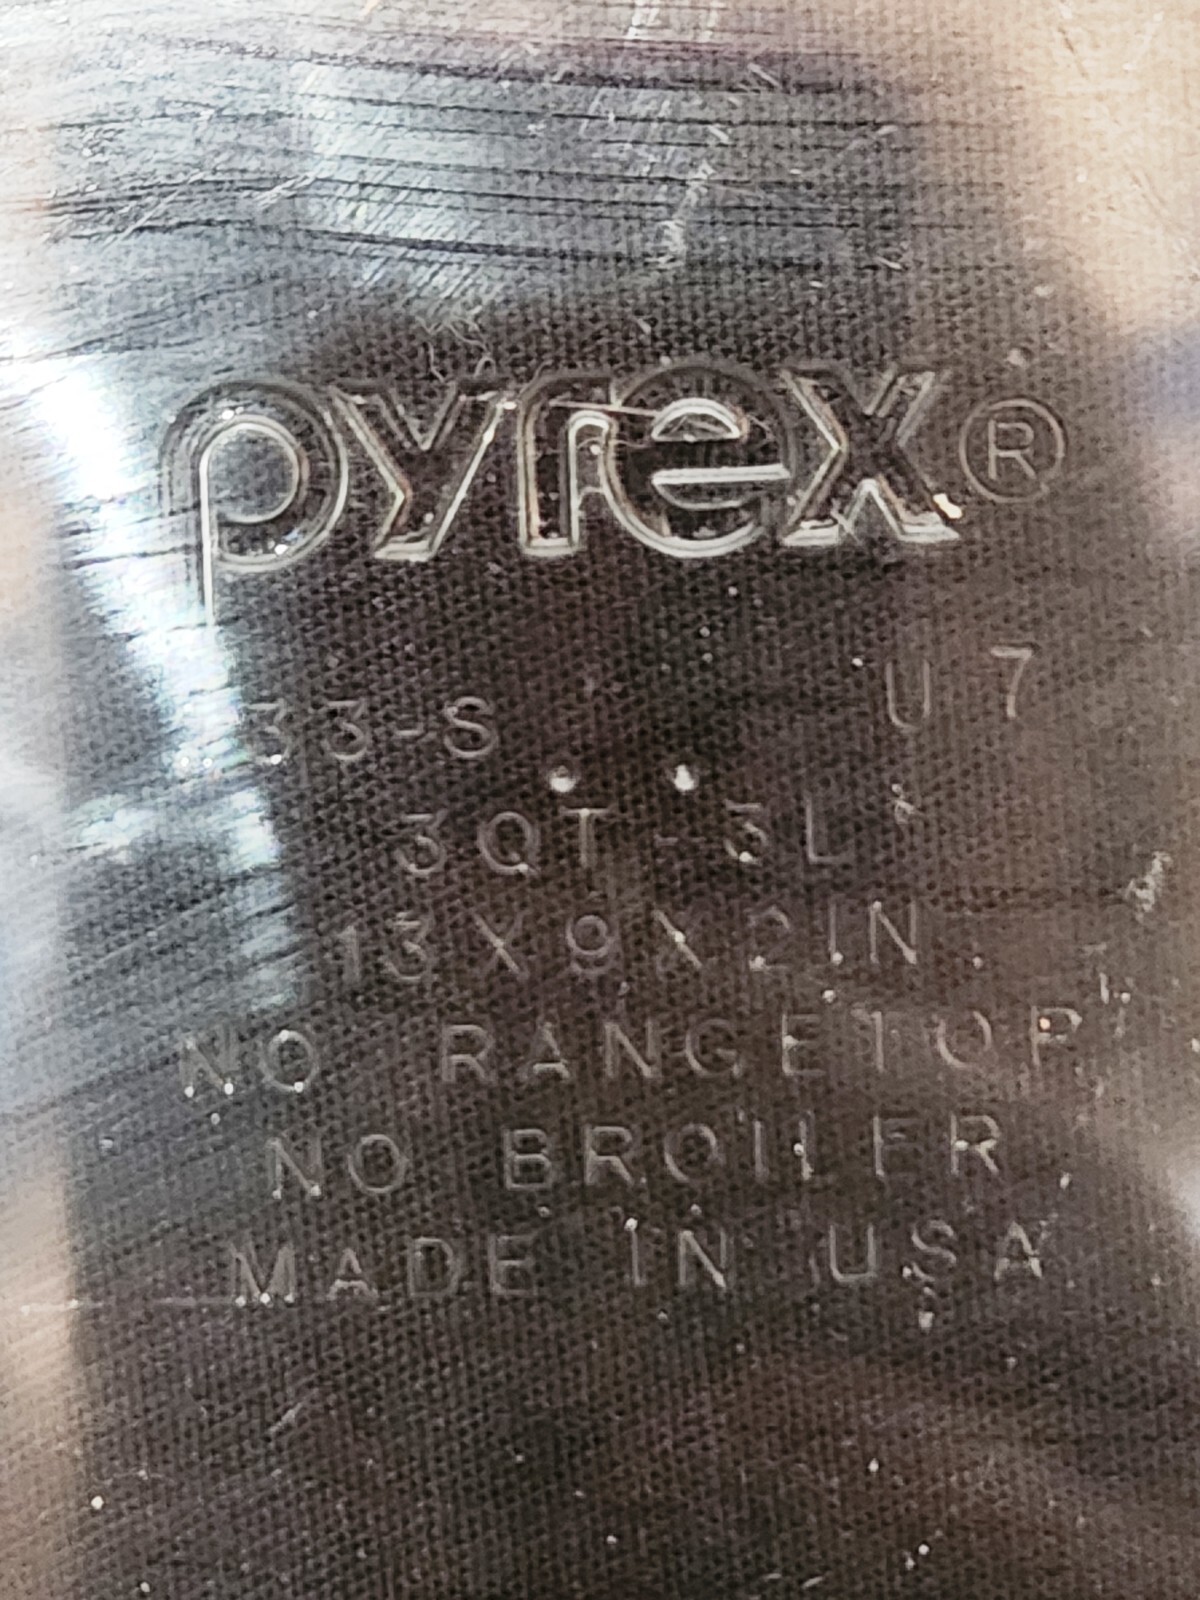 pyrex®
33-S U 7
3QT-3L
13X9X2IN
NO RANGETOP
NO BROILER
MADE IN USA